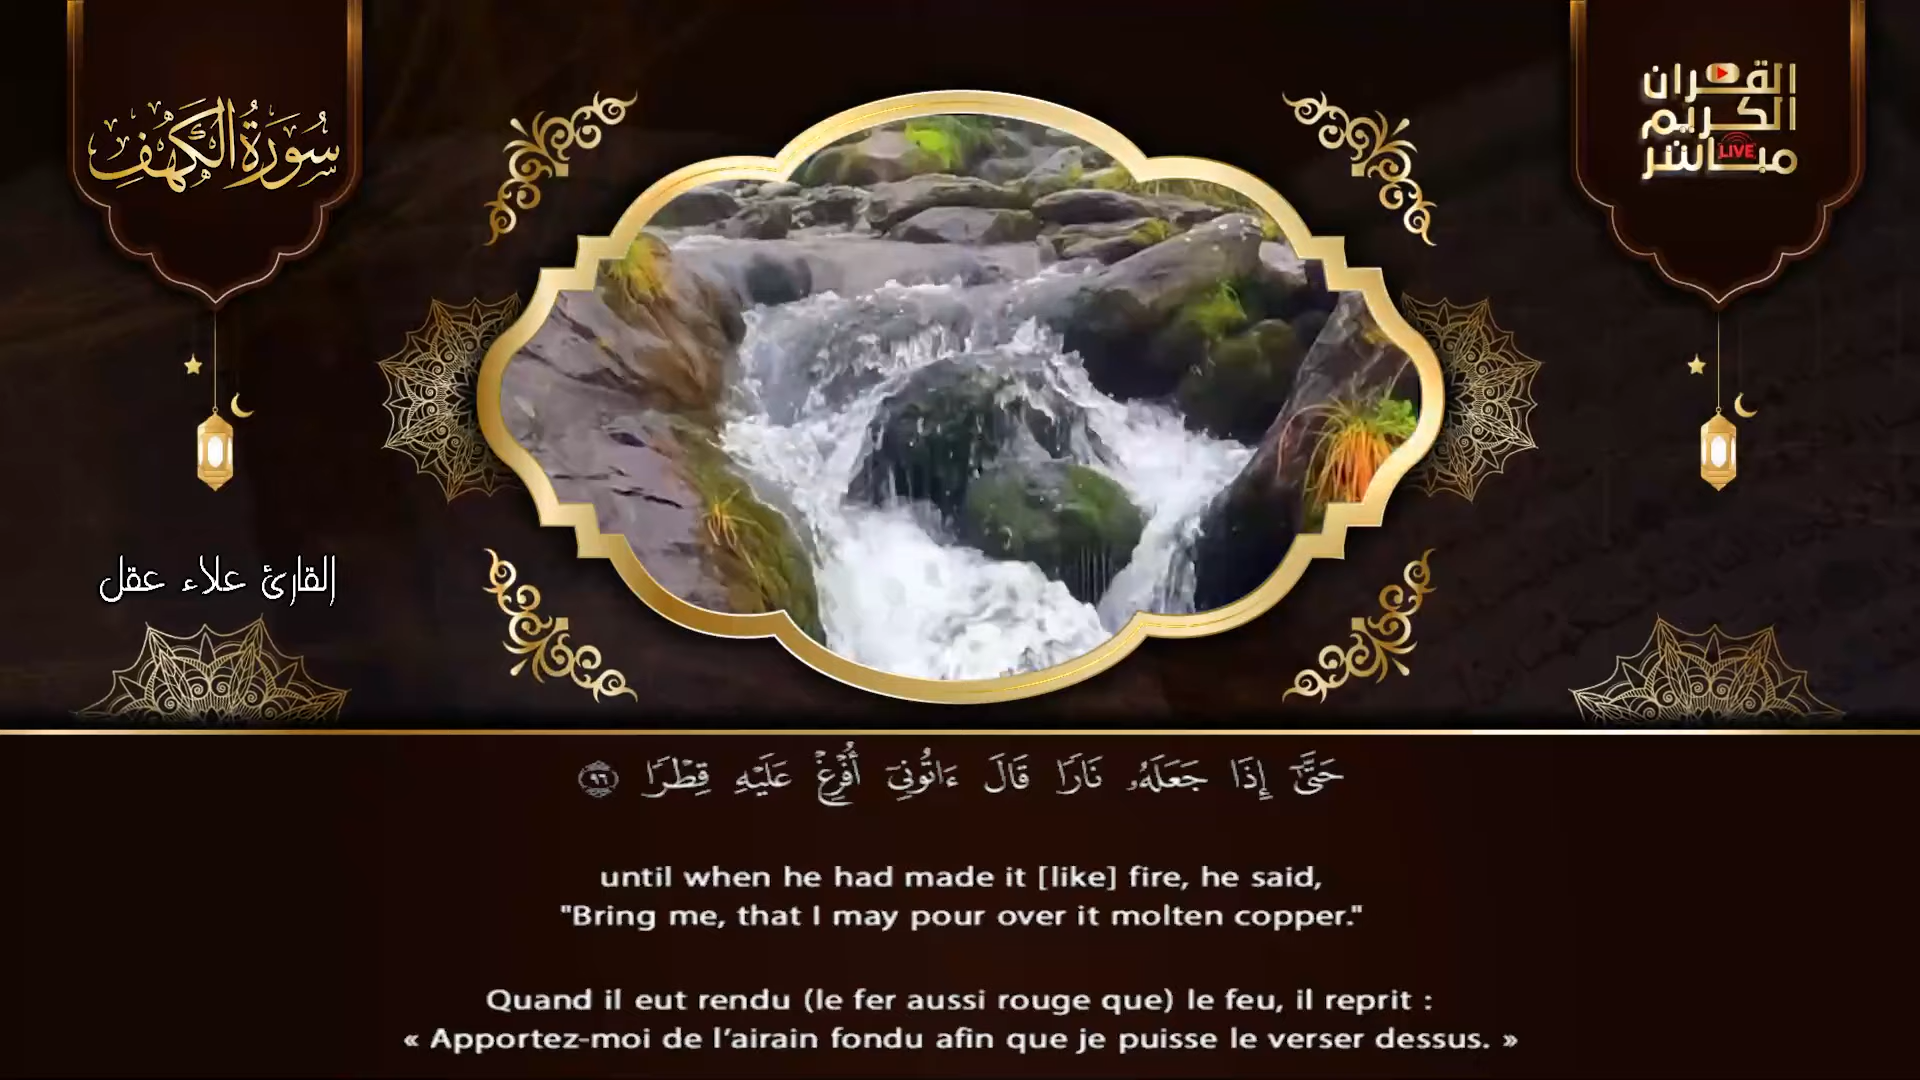 سُورَةُ الْكَهْفِ
القرآن
الكريم
مباشر
LIVE
القارئ علاء عقل
حَتَّىٰٓ إِذَا جَعَلَهُۥ نَارٗا قَالَ ءَاتُونِيٓ أُفۡرِغۡ عَلَيۡهِ قِطۡرٗا ٩٦
until when he had made it [like] fire, he said,
"Bring me, that I may pour over it molten copper."
Quand il eut rendu (le fer aussi rouge que) le feu, il reprit :
« Apportez-moi de l’airain fondu afin que je puisse le verser dessus. »